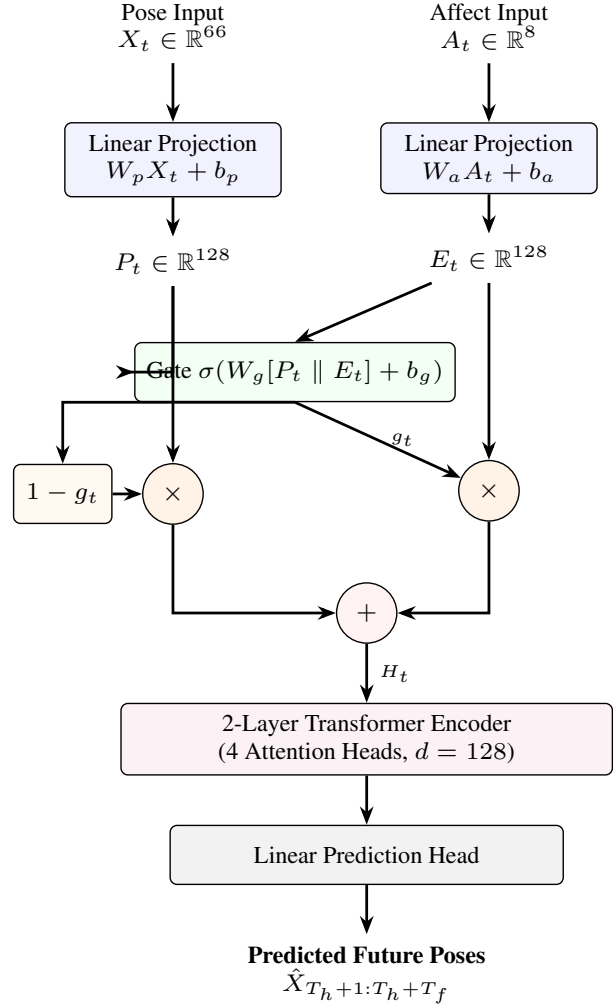 Pose Input
X_t ∈ ℝ^66
Affect Input
A_t ∈ ℝ^8
Linear Projection
W_p X_t + b_p
Linear Projection
W_a A_t + b_a
P_t ∈ ℝ^128
E_t ∈ ℝ^128
Gate σ(W_g[P_t ∥ E_t] + b_g)
g_t
1 − g_t
×
×
+
H_t
2-Layer Transformer Encoder
(4 Attention Heads, d = 128)
Linear Prediction Head
Predicted Future Poses
X̂_{T_h+1:T_h+T_f}